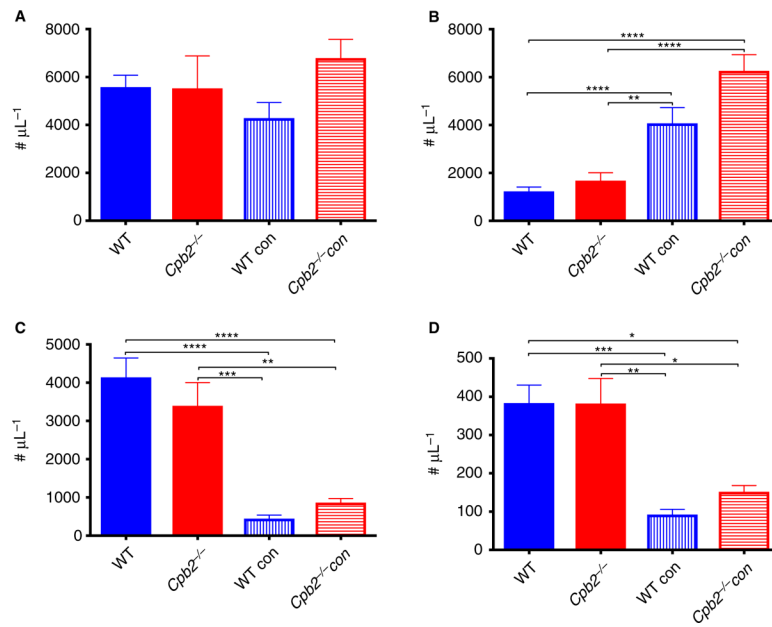 A
8000
6000
4000
2000
0
# μL⁻¹
WT
Cpb2⁻/⁻
WT con
Cpb2⁻/⁻con
B
8000
6000
4000
2000
0
# μL⁻¹
****
****
****
**
WT
Cpb2⁻/⁻
WT con
Cpb2⁻/⁻con
C
5000
4000
3000
2000
1000
0
# μL⁻¹
****
****
**
***
WT
Cpb2⁻/⁻
WT con
Cpb2⁻/⁻con
D
500
400
300
200
100
0
# μL⁻¹
*
***
*
**
WT
Cpb2⁻/⁻
WT con
Cpb2⁻/⁻con